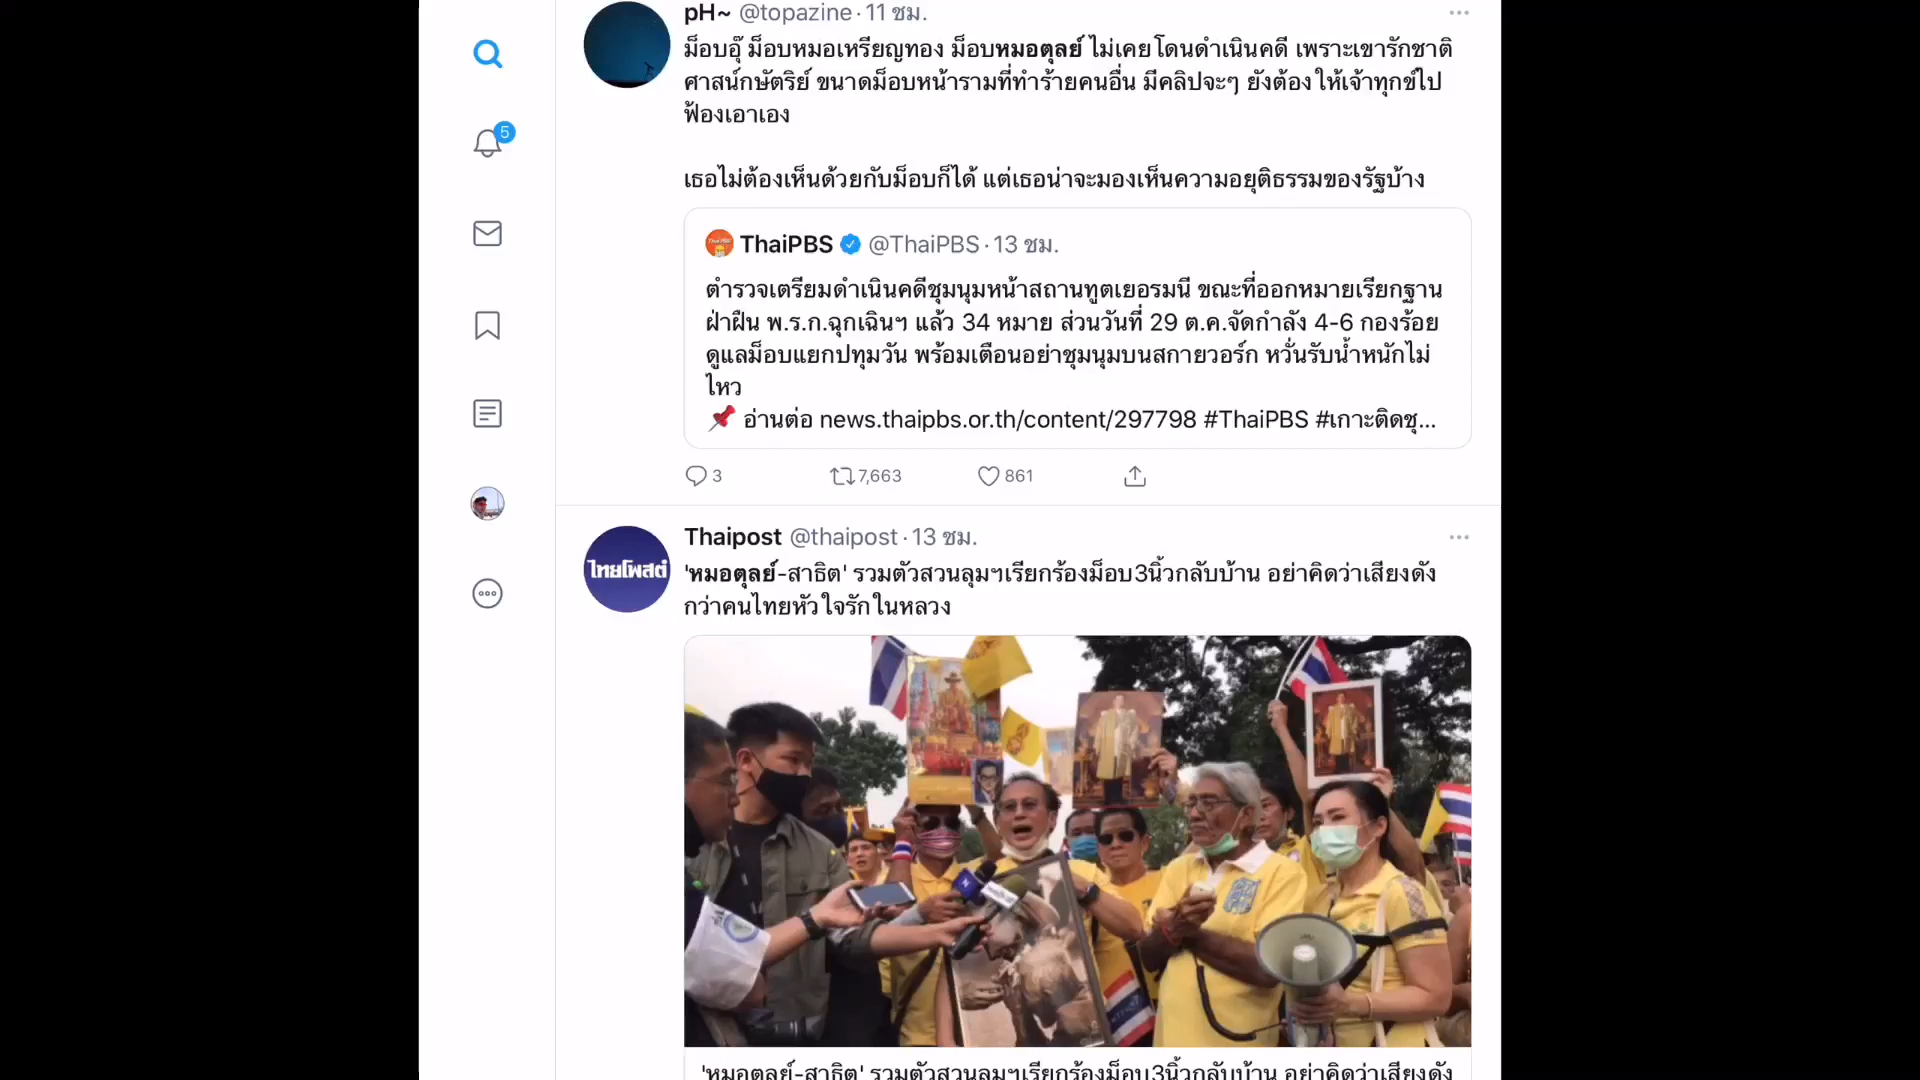 pH~ @topazine · 11 ชม.
ม็อบอุ๊ ม็อบหมอเหรียญทอง ม็อบหมอตุลย์ ไม่เคยโดนดำเนินคดี เพราะเขารักชาติ
ศาสน์กษัตริย์ ขนาดม็อบหน้ารามที่ทำร้ายคนอื่น มีคลิปจะๆ ยังต้องให้เจ้าทุกข์ไป
ฟ้องเอาเอง
เธอไม่ต้องเห็นด้วยกับม็อบก็ได้ แต่เธอน่าจะมองเห็นความอยุติธรรมของรัฐบ้าง
5
ThaiPBS @ThaiPBS · 13 ชม.
ตำรวจเตรียมดำเนินคดีชุมนุมหน้าสถานทูตเยอรมนี ขณะที่ออกหมายเรียกฐาน
ฝ่าฝืน พ.ร.ก.ฉุกเฉินฯ แล้ว 34 หมาย ส่วนวันที่ 29 ต.ค.จัดกำลัง 4-6 กองร้อย
ดูแลม็อบแยกปทุมวัน พร้อมเตือนอย่าชุมนุมบนสกายวอร์ก หวั่นรับน้ำหนักไม่
ไหว
อ่านต่อ news.thaipbs.or.th/content/297798 #ThaiPBS #เกาะติดชุ...
3 7,663 861
Thaipost @thaipost · 13 ชม.
ไทยโพสต์
'หมอตุลย์-สาธิต' รวมตัวสวนลุมฯเรียกร้องม็อบ3นิ้วกลับบ้าน อย่าคิดว่าเสียงดัง
กว่าคนไทยหัวใจรักในหลวง
'หมอตุลย์-สาธิต' รวมตัวสวนลุมฯเรียกร้องม็อบ3นิ้วกลับบ้าน อย่าคิดว่าเสียงดัง